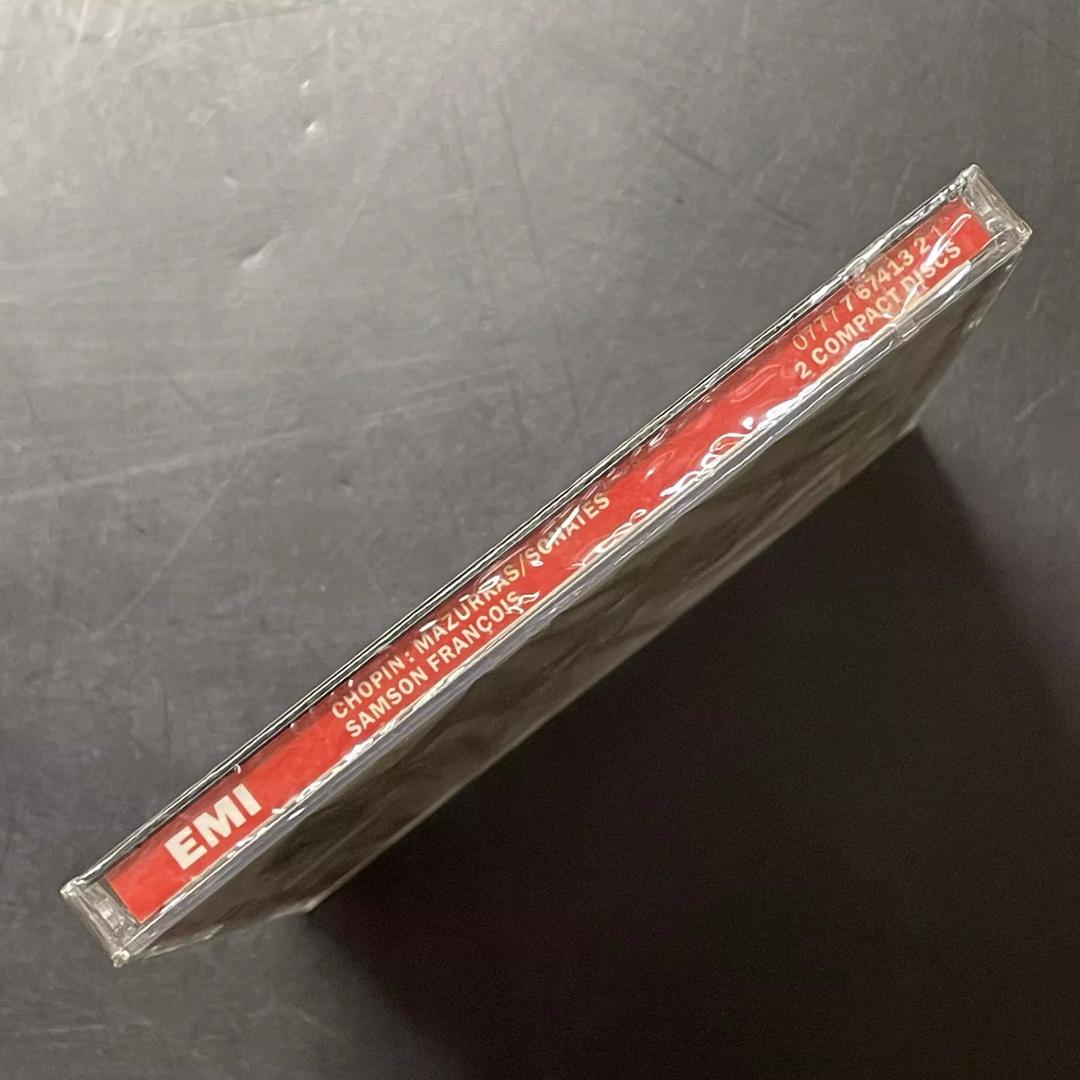 EMI
CHOPIN: MAZURKAS/SONATES
SAMSON FRANÇOIS
0777 7 67413 2 1
2 COMPACT DISCS